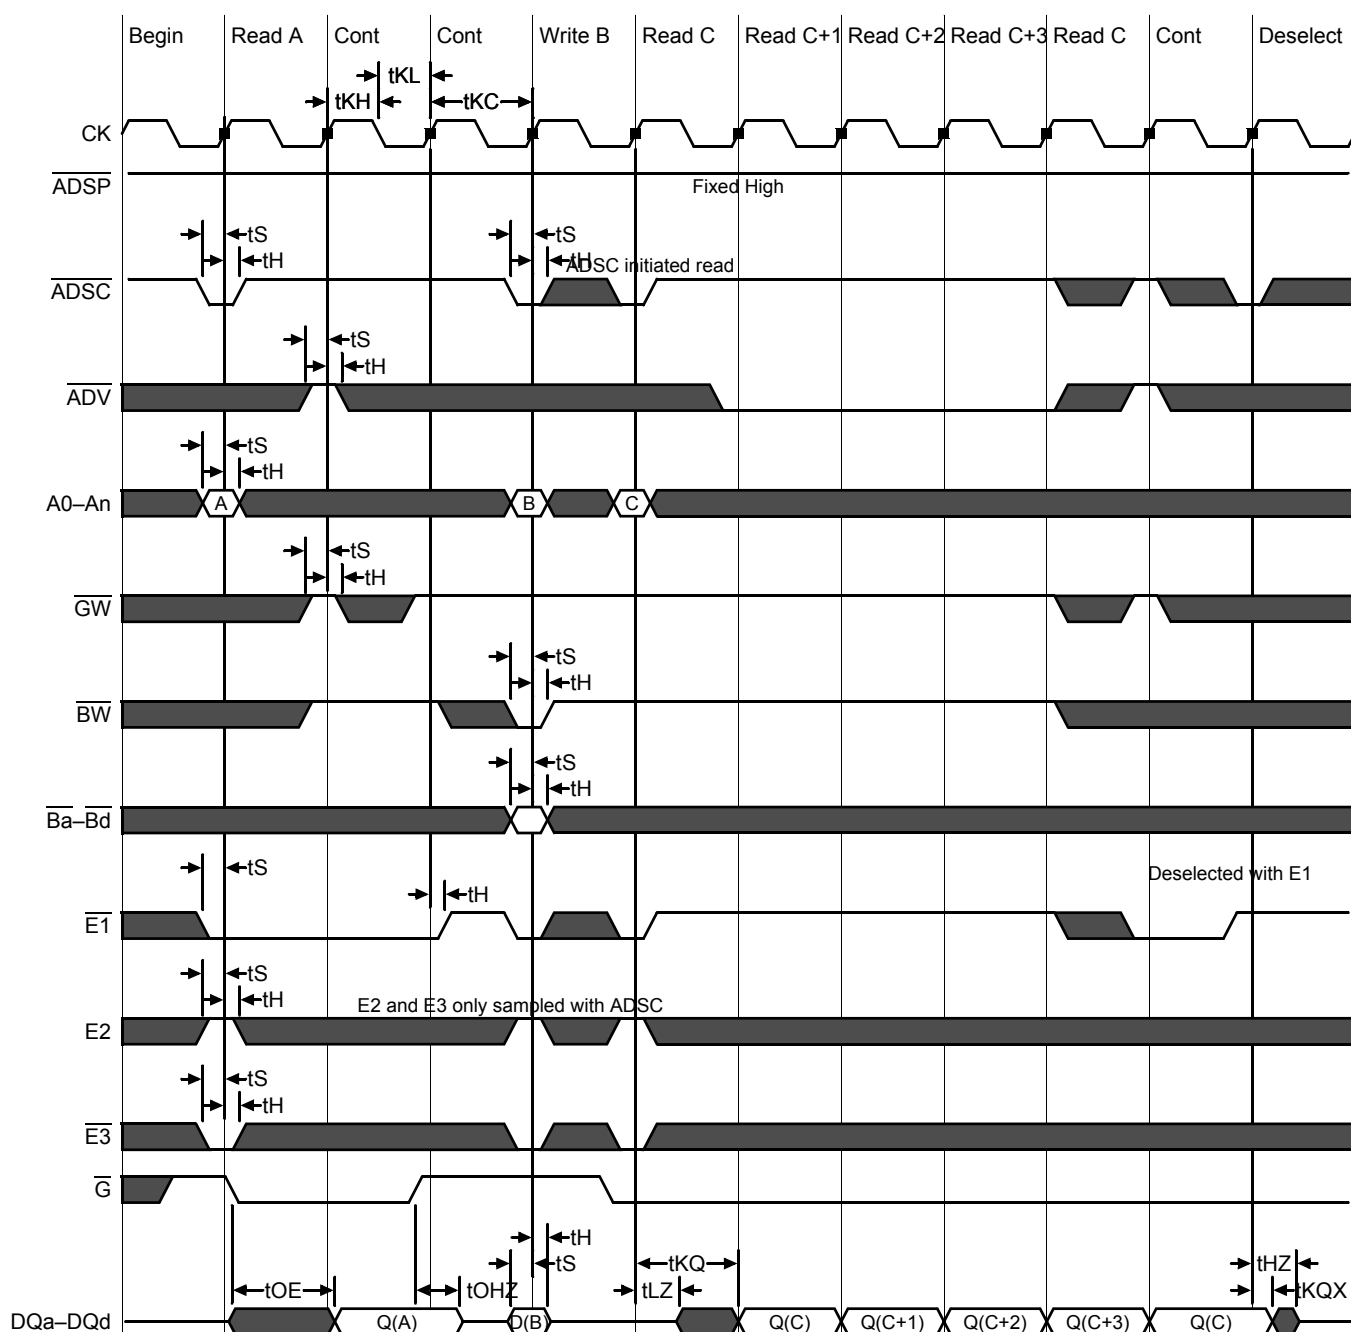 Begin Read A Cont Cont Write B Read C Read C+1 Read C+2 Read C+3 Read C Cont Deselect
tKL
tKH tKC
CK
ADSP
Fixed High
tS tS
tH tH
ADSC initiated read
ADSC
tS
tH
ADV
tS
tH
A0–An A B C
tS
tH
GW
tS
tH
BW
tS
tH
Ba–Bd
tS
Deselected with E1
tH
E1
tS
tH
E2 and E3 only sampled with ADSC
E2
tS
tH
E3
G
tH
tS tKQ tHZ
tOE tOHZ tLZ tKQX
DQa–DQd Q(A) D(B) Q(C) Q(C+1) Q(C+2) Q(C+3) Q(C)